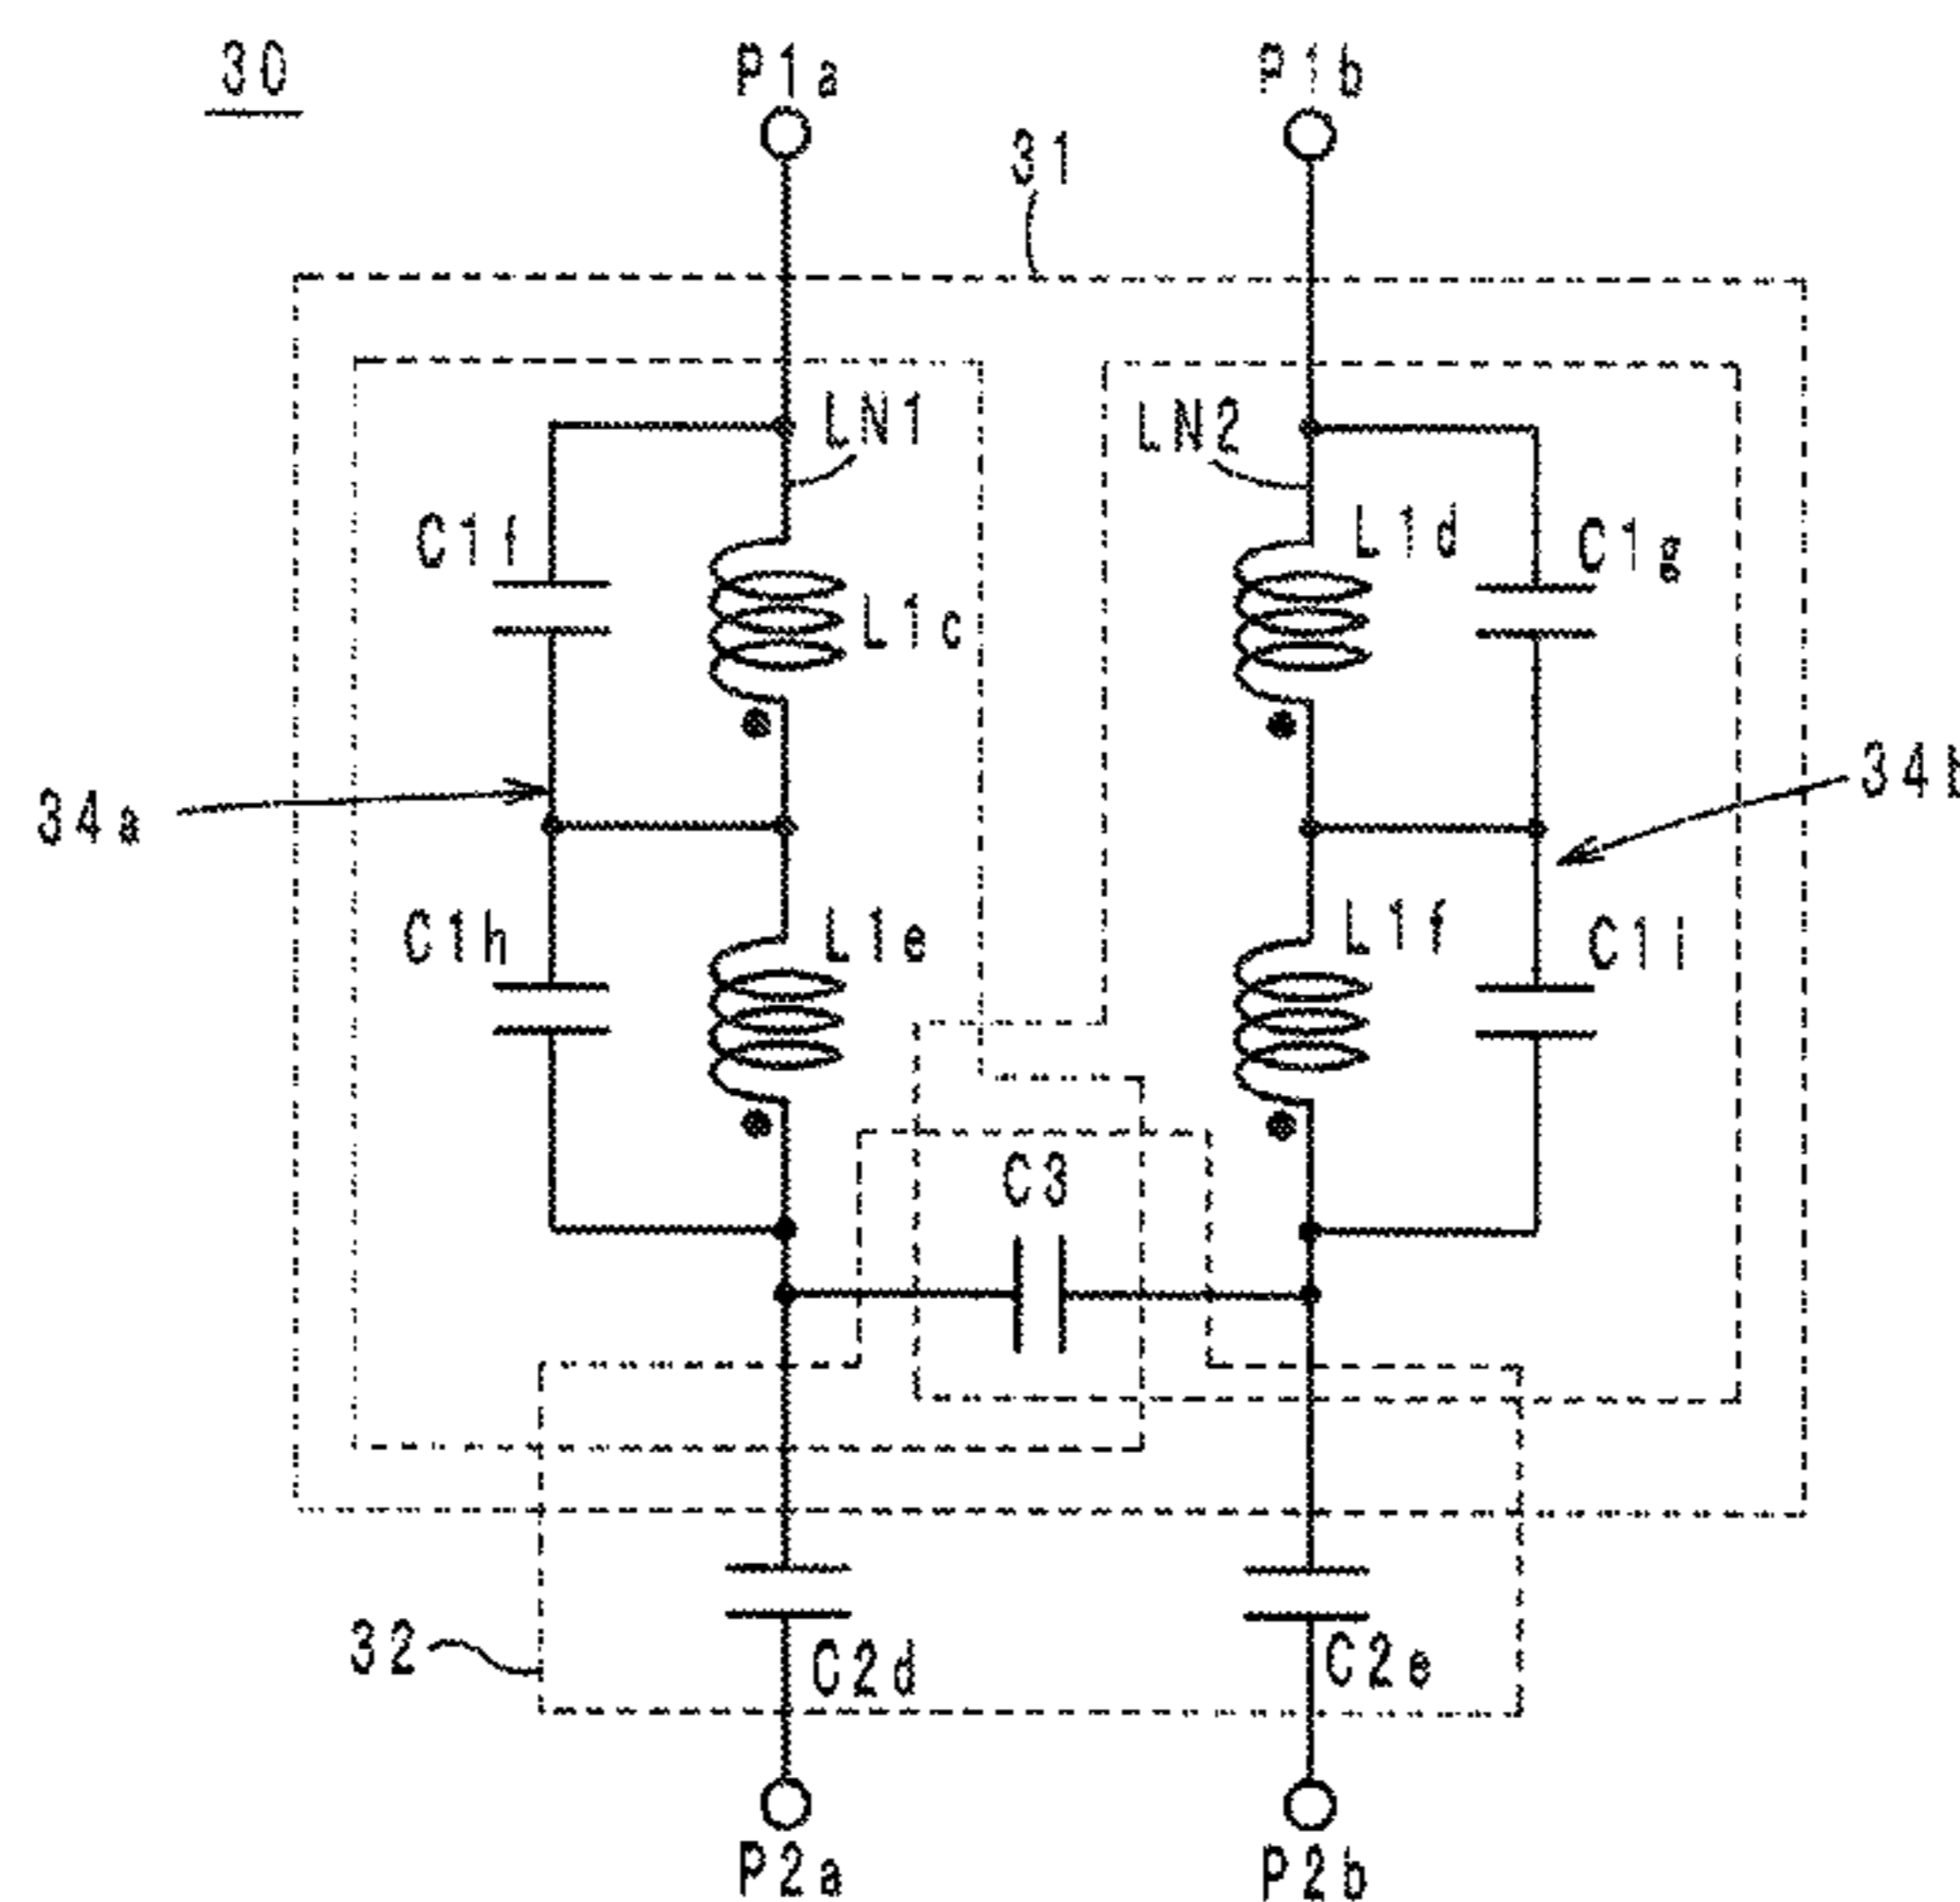 30
P1a
P1b
31
LN1
LN2
C1f
L1d
C1g
L1c
34a
34b
C1h
L1e
L1f
C1i
C3
32
C2d
C2e
P2a
P2b